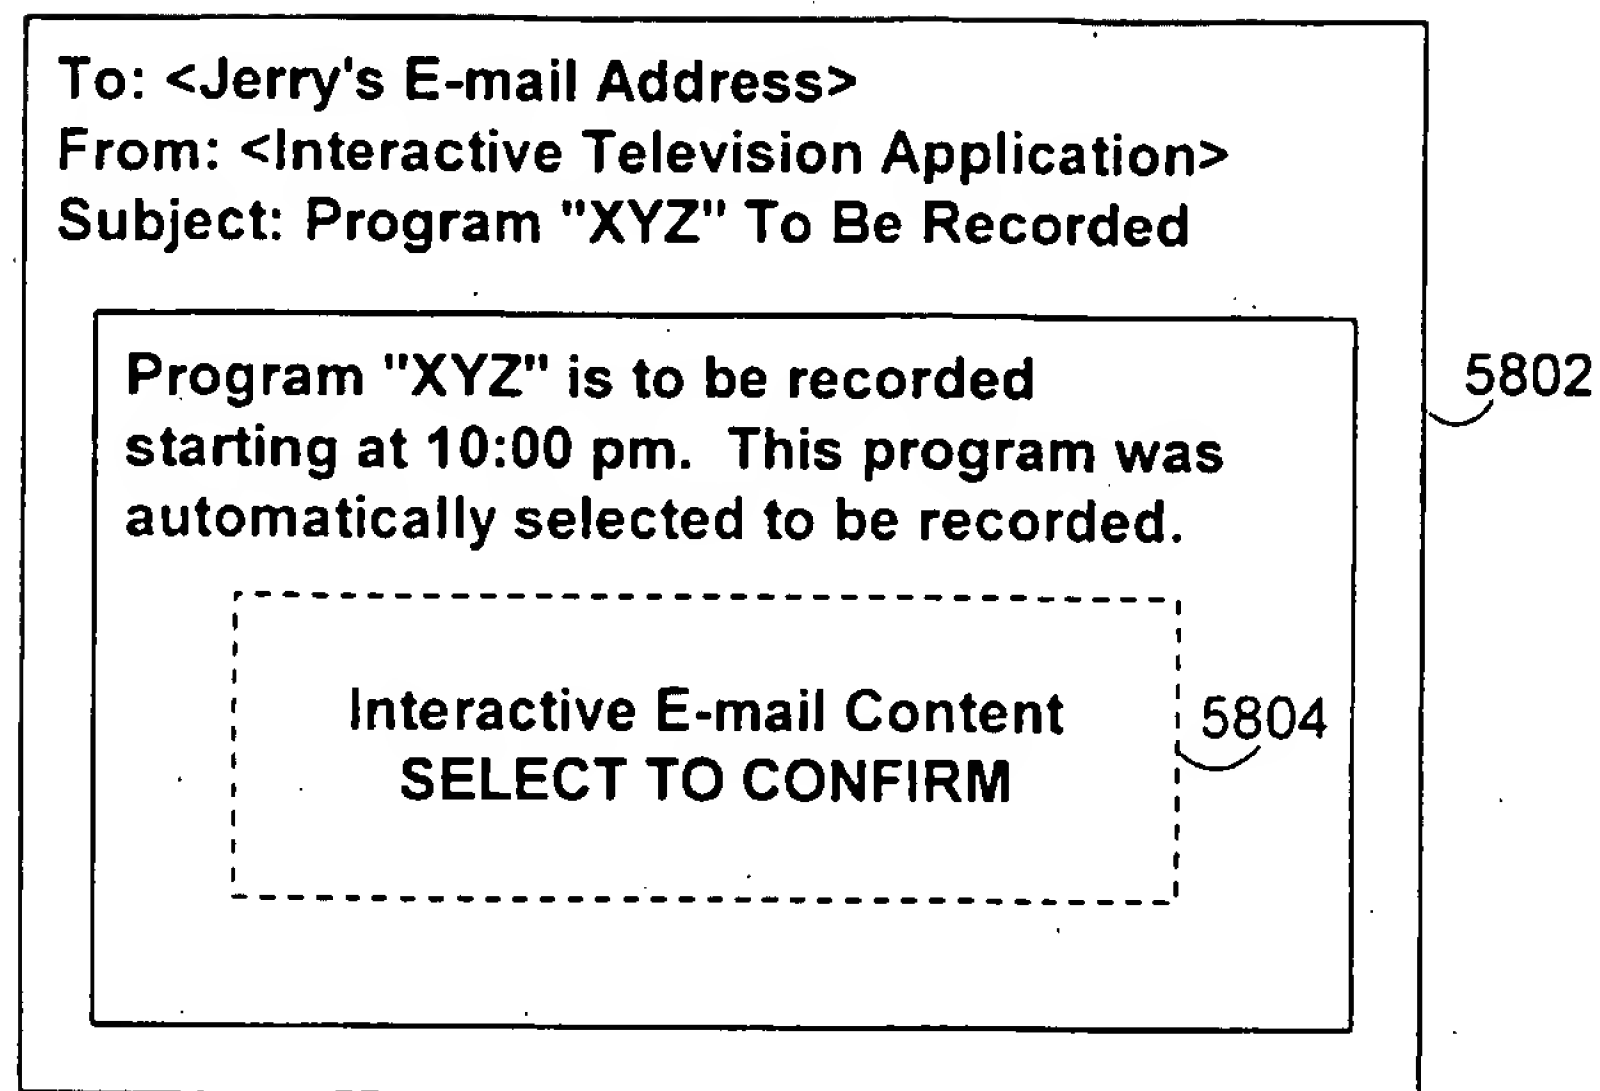 To: <Jerry's E-mail Address>
From: <Interactive Television Application>
Subject: Program "XYZ" To Be Recorded
Program "XYZ" is to be recorded
starting at 10:00 pm. This program was
automatically selected to be recorded.
5802
Interactive E-mail Content
SELECT TO CONFIRM
5804